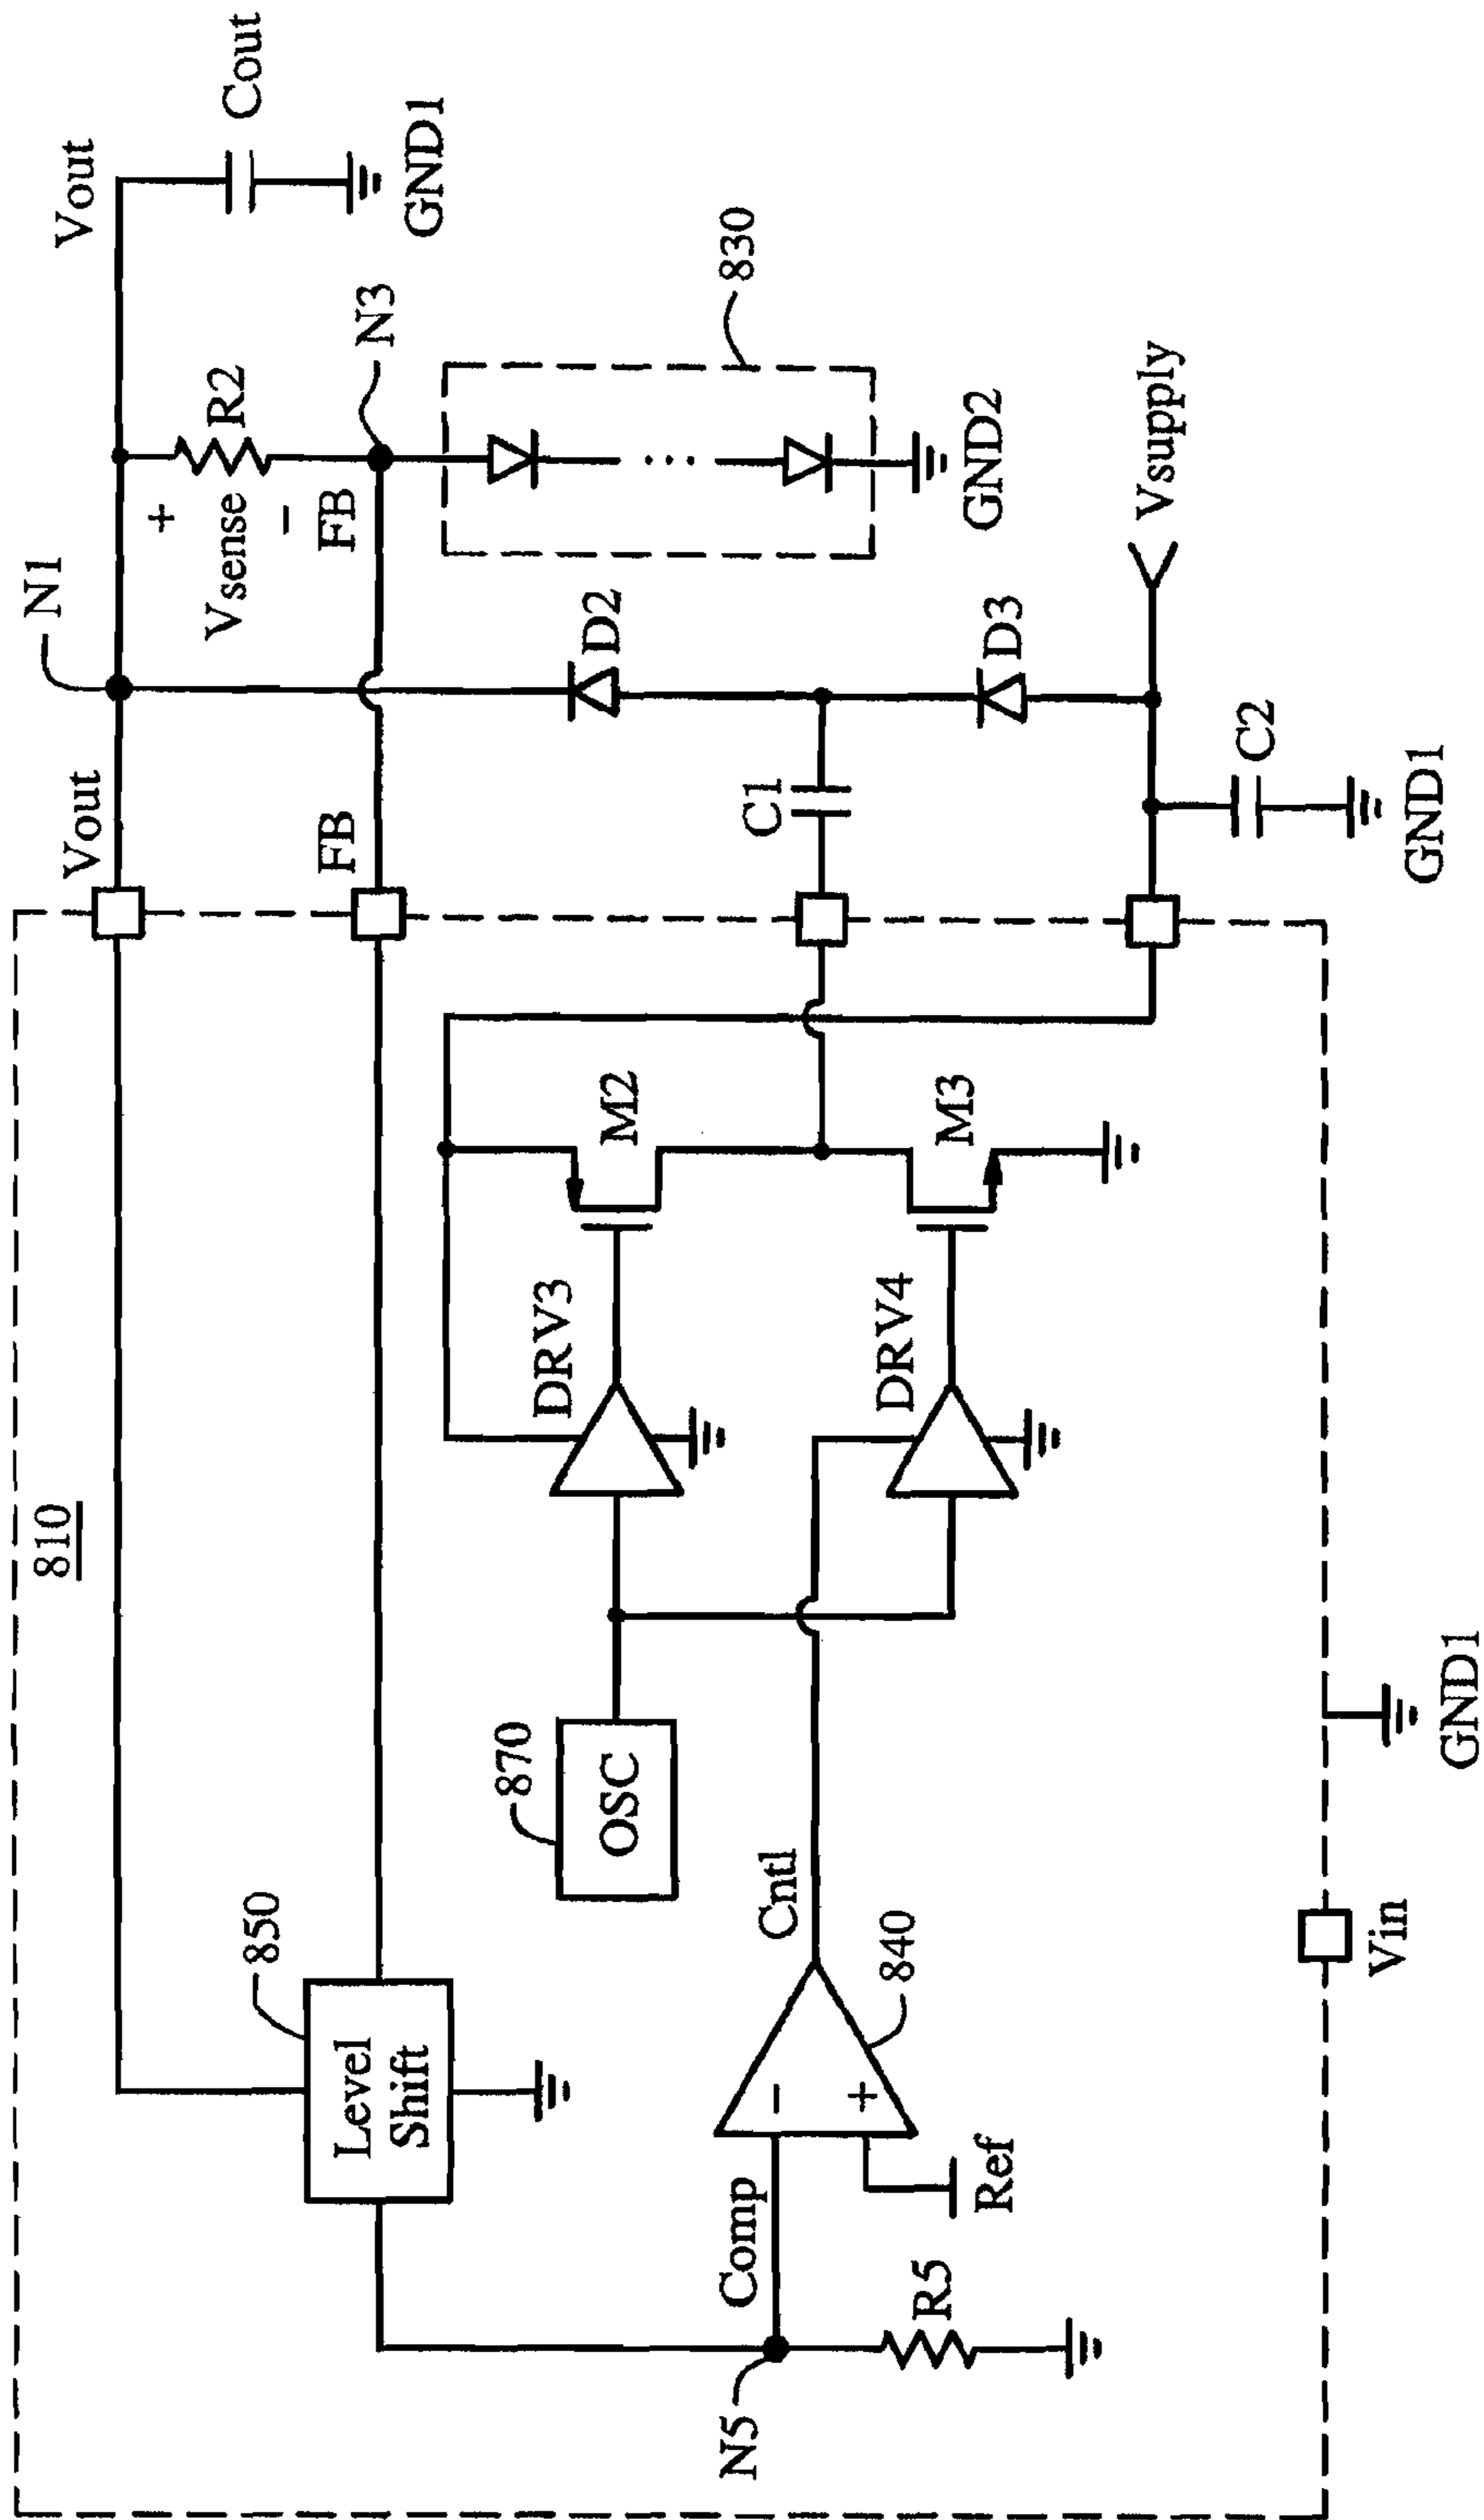 810
N1
Vout
Vout
Cout
GND1
R2
+
Vsense
−
FB
N3
FB
830
850
Level
Shift
870
OSC
DRV3
M2
D2
GND2
C1
Cntl
DRV4
M3
D3
Vsupply
Comp
−
+
840
Ref
N5
R5
C2
GND1
Vin
GND1